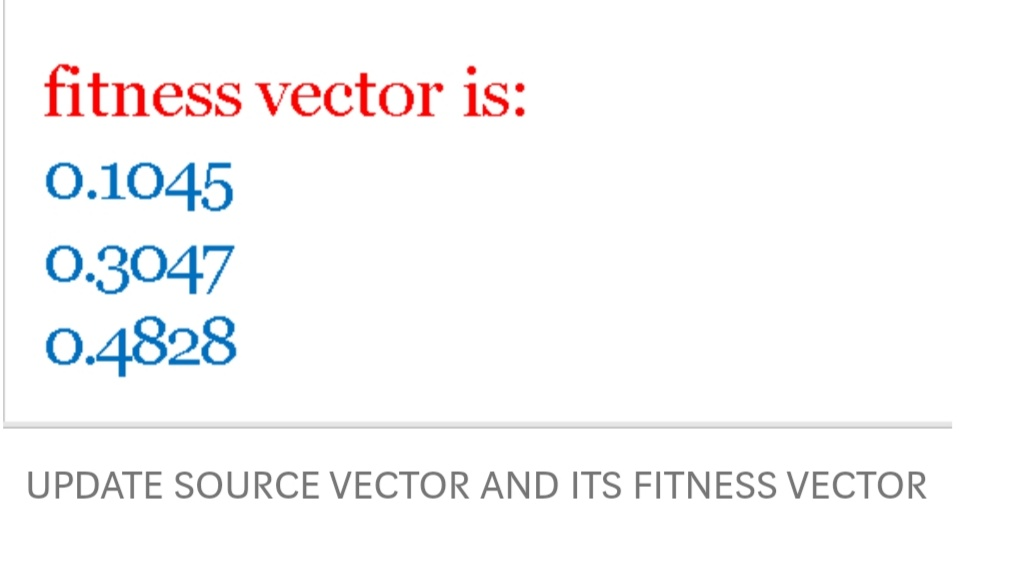 fitness vector is:
0.1045
0.3047
0.4828
UPDATE SOURCE VECTOR AND ITS FITNESS VECTOR